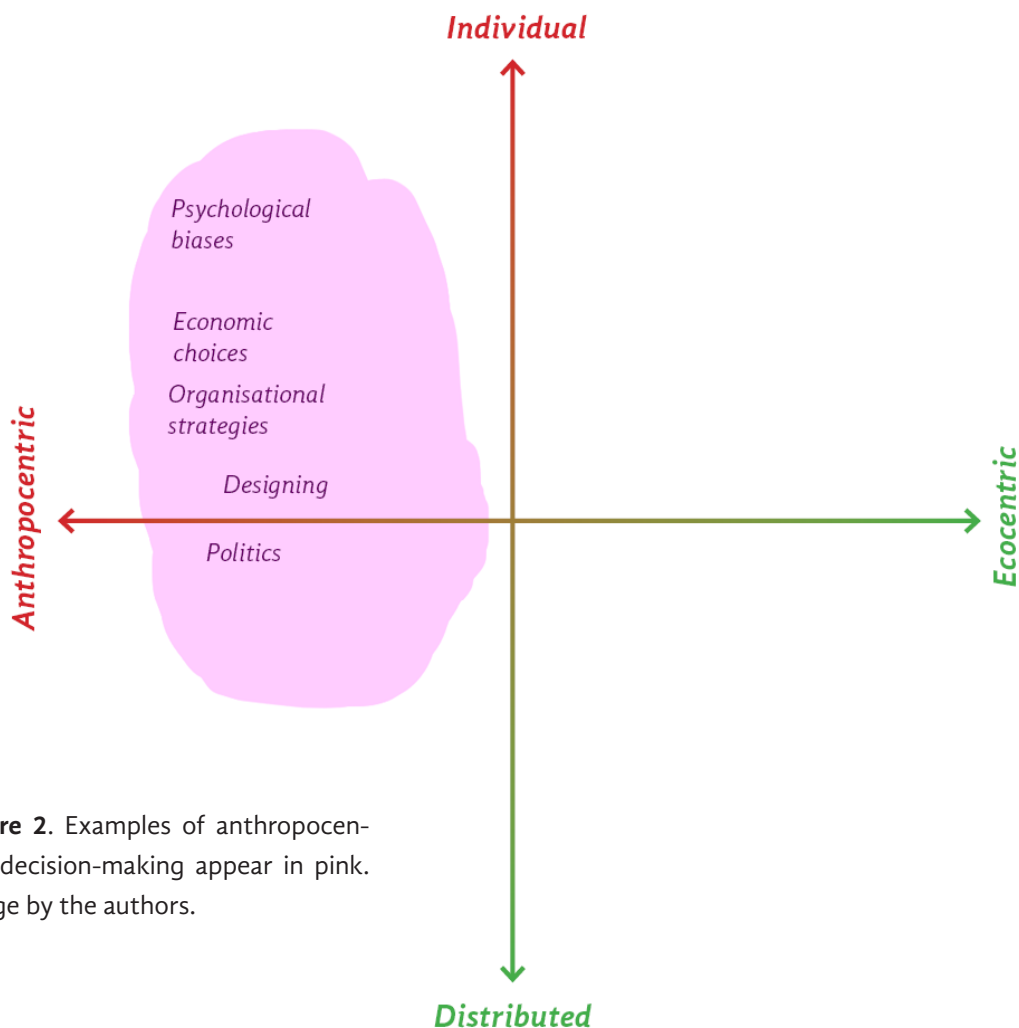 Individual
Psychological
biases
Economic
choices
Organisational
strategies
Designing
Anthropocentric
Ecocentric
Politics
re 2. Examples of anthropocen-
decision-making appear in pink.
ge by the authors.
Distributed